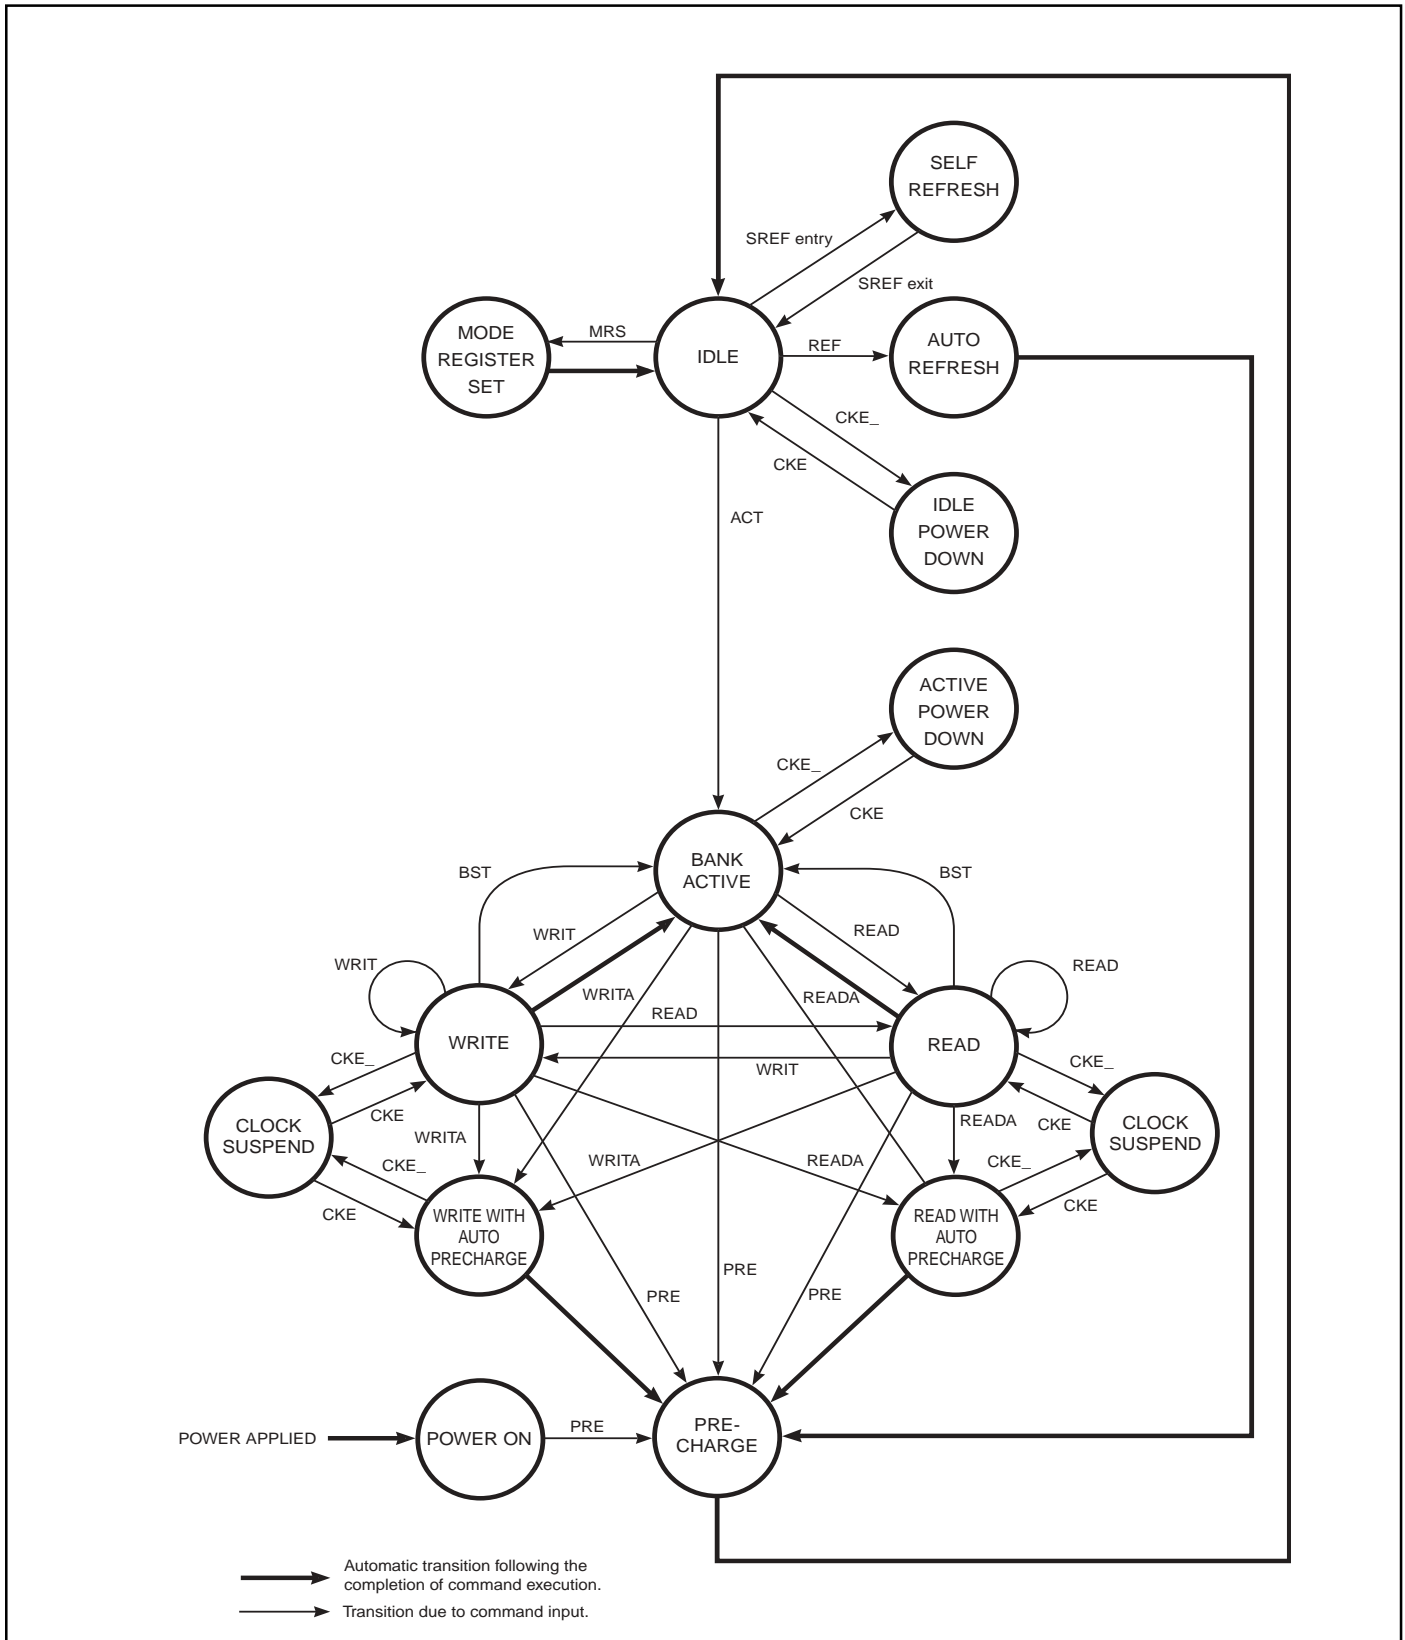 SELF
REFRESH
SREF entry
SREF exit
MODE
REGISTER
SET
MRS
IDLE
REF
AUTO
REFRESH
CKE_
CKE
IDLE
POWER
DOWN
ACT
ACTIVE
POWER
DOWN
CKE_
CKE
BANK
ACTIVE
BST
BST
WRIT
READ
WRIT
READ
WRITA
READA
READ
WRITE
READ
WRIT
CKE_
CKE_
CKE
CKE
CLOCK
SUSPEND
CLOCK
SUSPEND
WRITA
READA
WRITA
READA
CKE_
CKE_
CKE
CKE
WRITE WITH
AUTO
PRECHARGE
READ WITH
AUTO
PRECHARGE
PRE
PRE
PRE
POWER APPLIED
POWER ON
PRE
PRE-
CHARGE
Automatic transition following the
completion of command execution.
Transition due to command input.